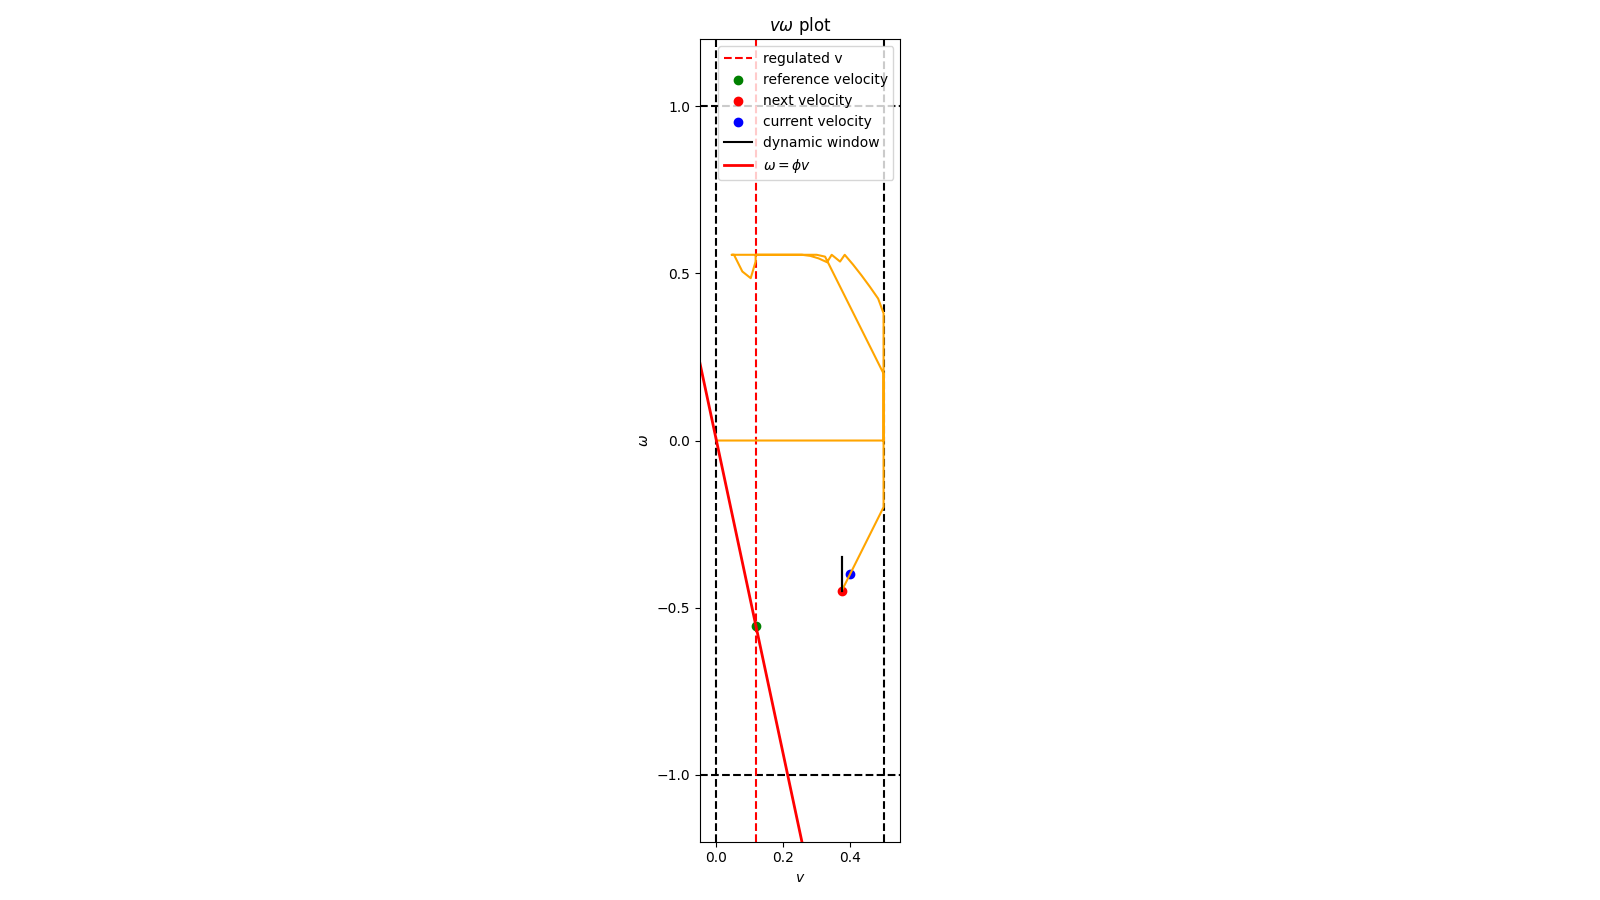 vω plot
regulated v
reference velocity
next velocity
current velocity
dynamic window
ω = ϕv
1.0
0.5
0.0
−0.5
−1.0
ω
0.0 0.2 0.4
v